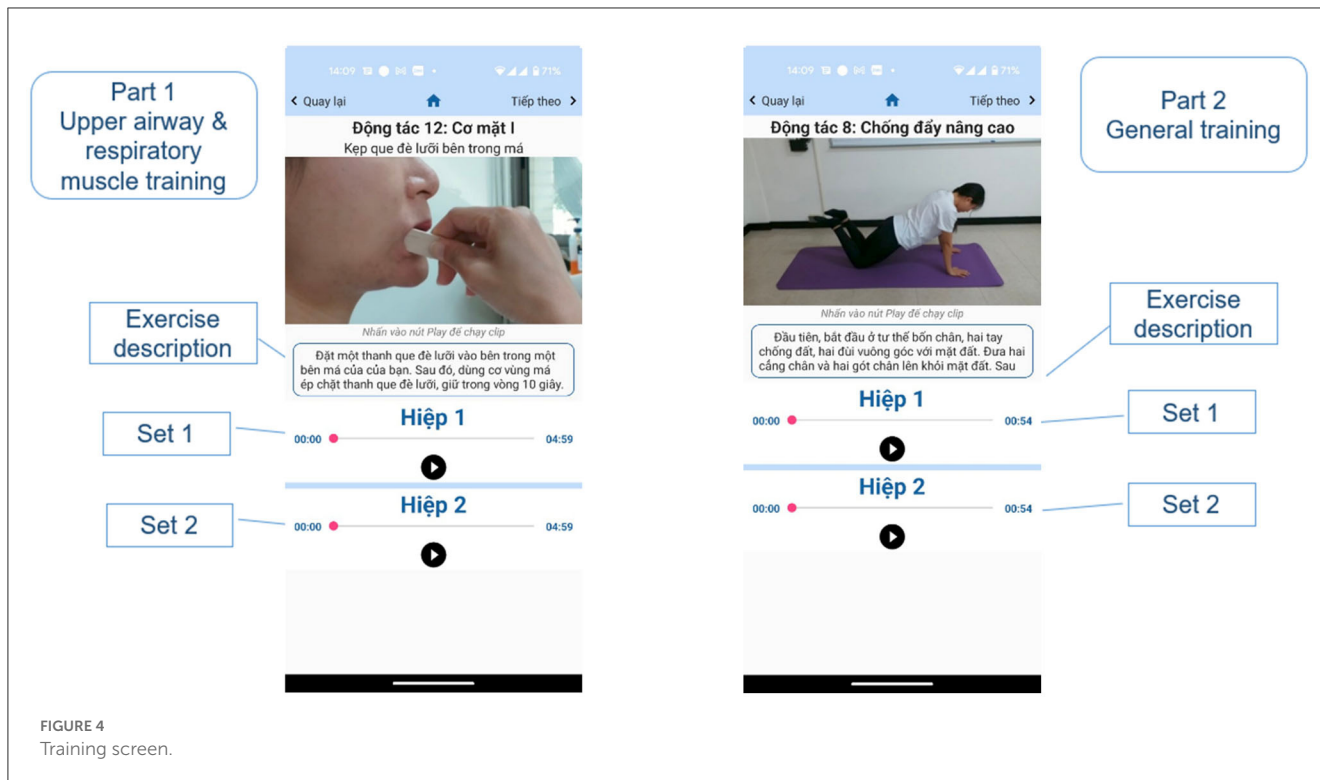 Part 1
Upper airway &
respiratory
muscle training
Exercise
description
Set 1
Set 2
14:09
71%
Quay lại
Tiếp theo
Động tác 12: Cơ mặt I
Kẹp que đè lưỡi bên trong má
Nhấn vào nút Play để chạy clip
Đặt một thanh que đè lưỡi vào bên trong một
bên má của của bạn. Sau đó, dùng cơ vùng má
ép chặt thanh que đè lưỡi, giữ trong vòng 10 giây.
Hiệp 1
00:00 04:59
Hiệp 2
00:00 04:59
14:09
71%
Quay lại
Tiếp theo
Động tác 8: Chống đẩy nâng cao
Nhấn vào nút Play để chạy clip
Đầu tiên, bắt đầu ở tư thế bốn chân, hai tay
chống đất, hai đùi vuông góc với mặt đất. Đưa hai
cẳng chân và hai gót chân lên khỏi mặt đất. Sau
Hiệp 1
00:00 00:54
Hiệp 2
00:00 00:54
Part 2
General training
Exercise
description
Set 1
Set 2
FIGURE 4
Training screen.